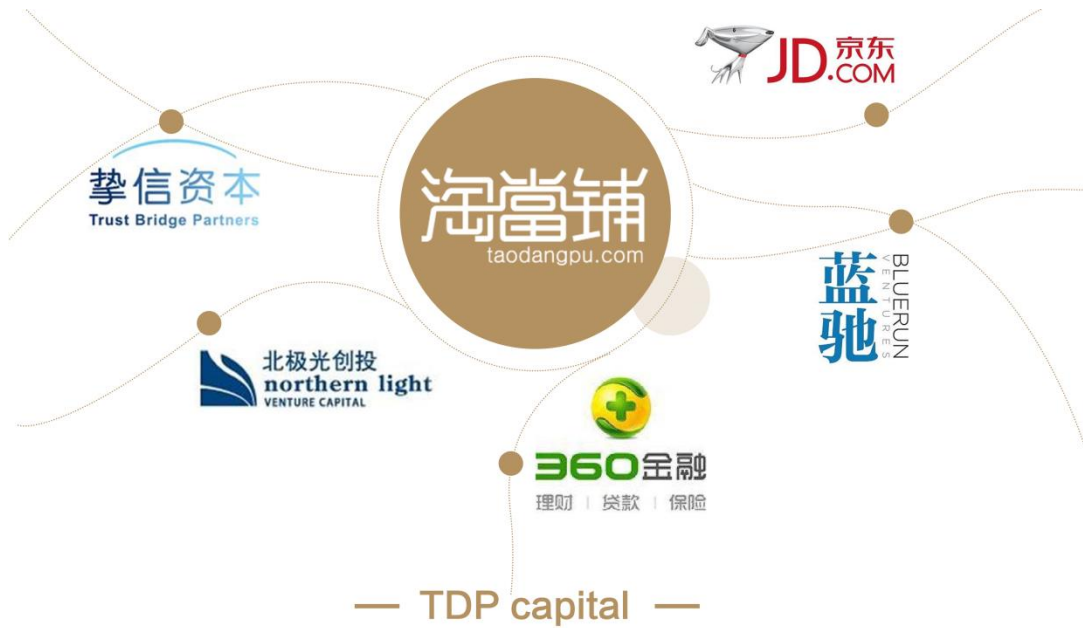 JD.京东
.COM
挚信资本
Trust Bridge Partners
淘當铺
taodangpu.com
蓝驰
BLUERUN
VENTURES
北极光创投
northern light
VENTURE CAPITAL
360金融
理财 | 贷款 | 保险
— TDP capital —